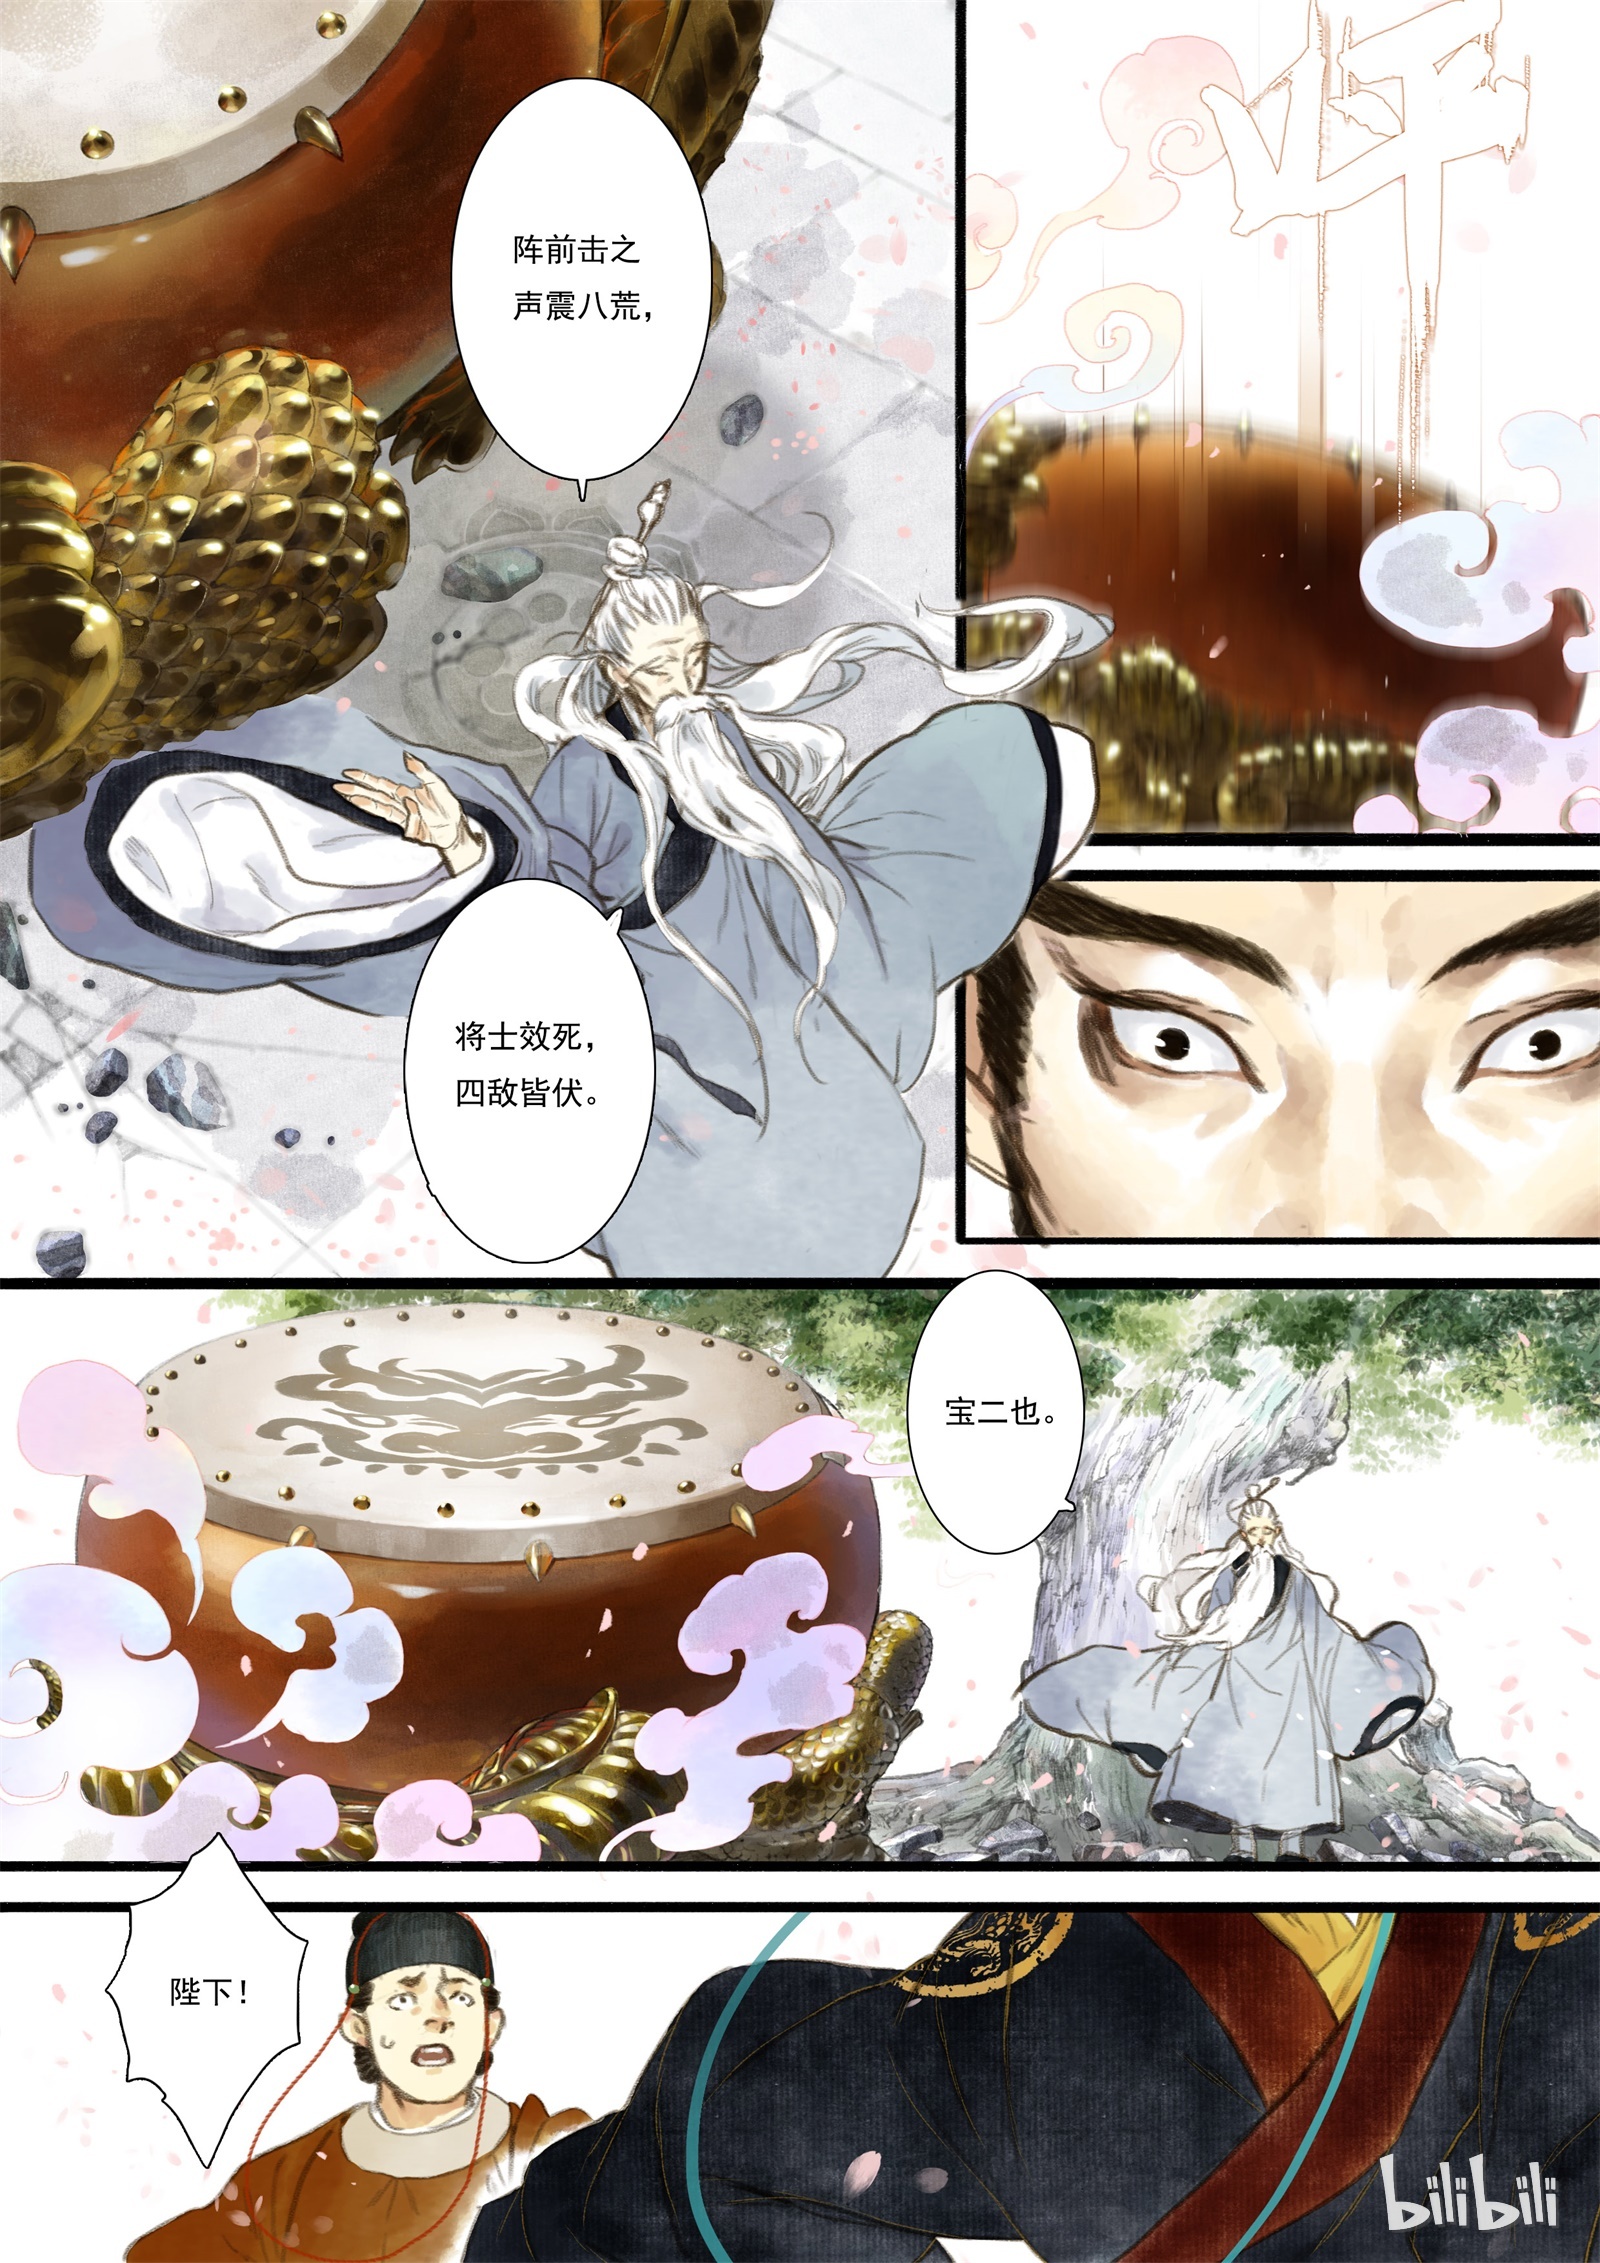 咚
阵前击之
声震八荒，
将士效死，
四敌皆伏。
宝二也。
陛下！
bilibili